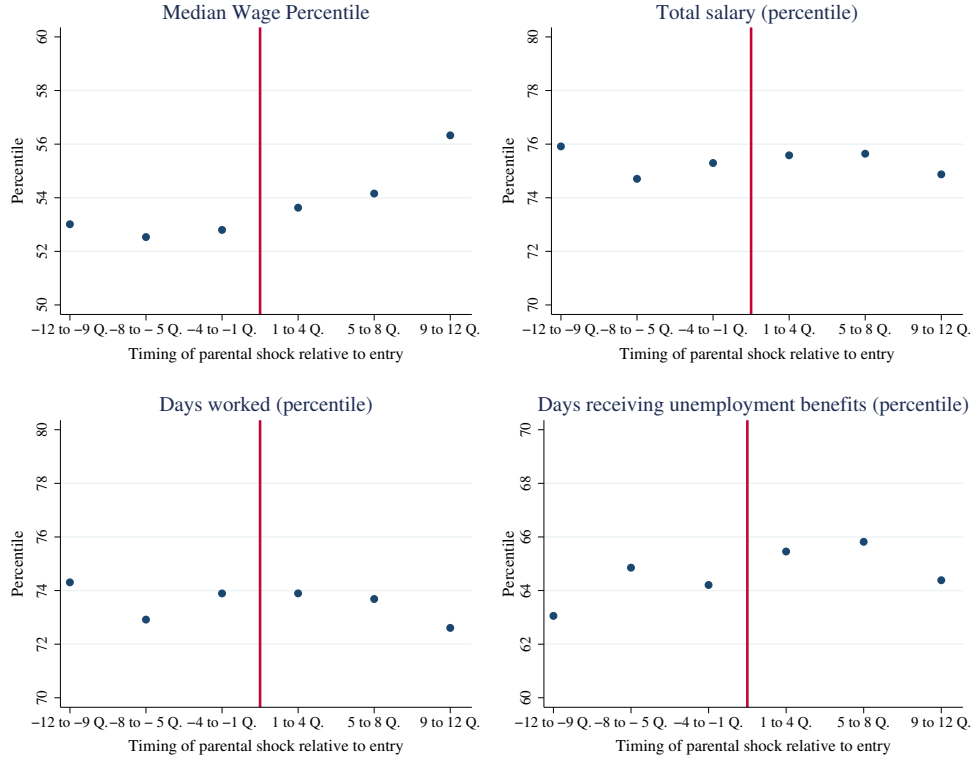 Median Wage Percentile
Percentile
60
58
56
54
52
50
−12 to −9 Q. −8 to − 5 Q. −4 to −1 Q. 1 to 4 Q. 5 to 8 Q. 9 to 12 Q.
Timing of parental shock relative to entry
Total salary (percentile)
Percentile
80
78
76
74
72
70
−12 to −9 Q. −8 to − 5 Q. −4 to −1 Q. 1 to 4 Q. 5 to 8 Q. 9 to 12 Q.
Timing of parental shock relative to entry
Days worked (percentile)
Percentile
80
78
76
74
72
70
−12 to −9 Q. −8 to − 5 Q. −4 to −1 Q. 1 to 4 Q. 5 to 8 Q. 9 to 12 Q.
Timing of parental shock relative to entry
Days receiving unemployment benefits (percentile)
Percentile
70
68
66
64
62
60
−12 to −9 Q. −8 to − 5 Q. −4 to −1 Q. 1 to 4 Q. 5 to 8 Q. 9 to 12 Q.
Timing of parental shock relative to entry